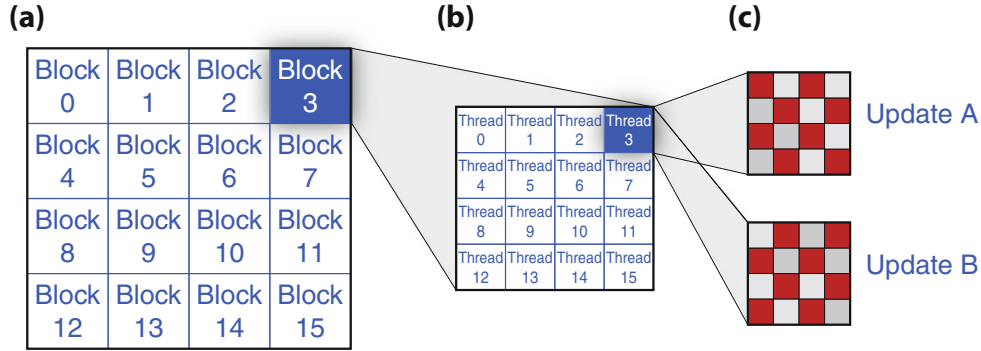 (a)
(b)
(c)
Block Block Block Block
0 1 2 3
Block Block Block Block
4 5 6 7
Block Block Block Block
8 9 10 11
Block Block Block Block
12 13 14 15
Thread Thread Thread Thread
0 1 2 3
Thread Thread Thread Thread
4 5 6 7
Thread Thread Thread Thread
8 9 10 11
Thread Thread Thread Thread
12 13 14 15
Update A
Update B